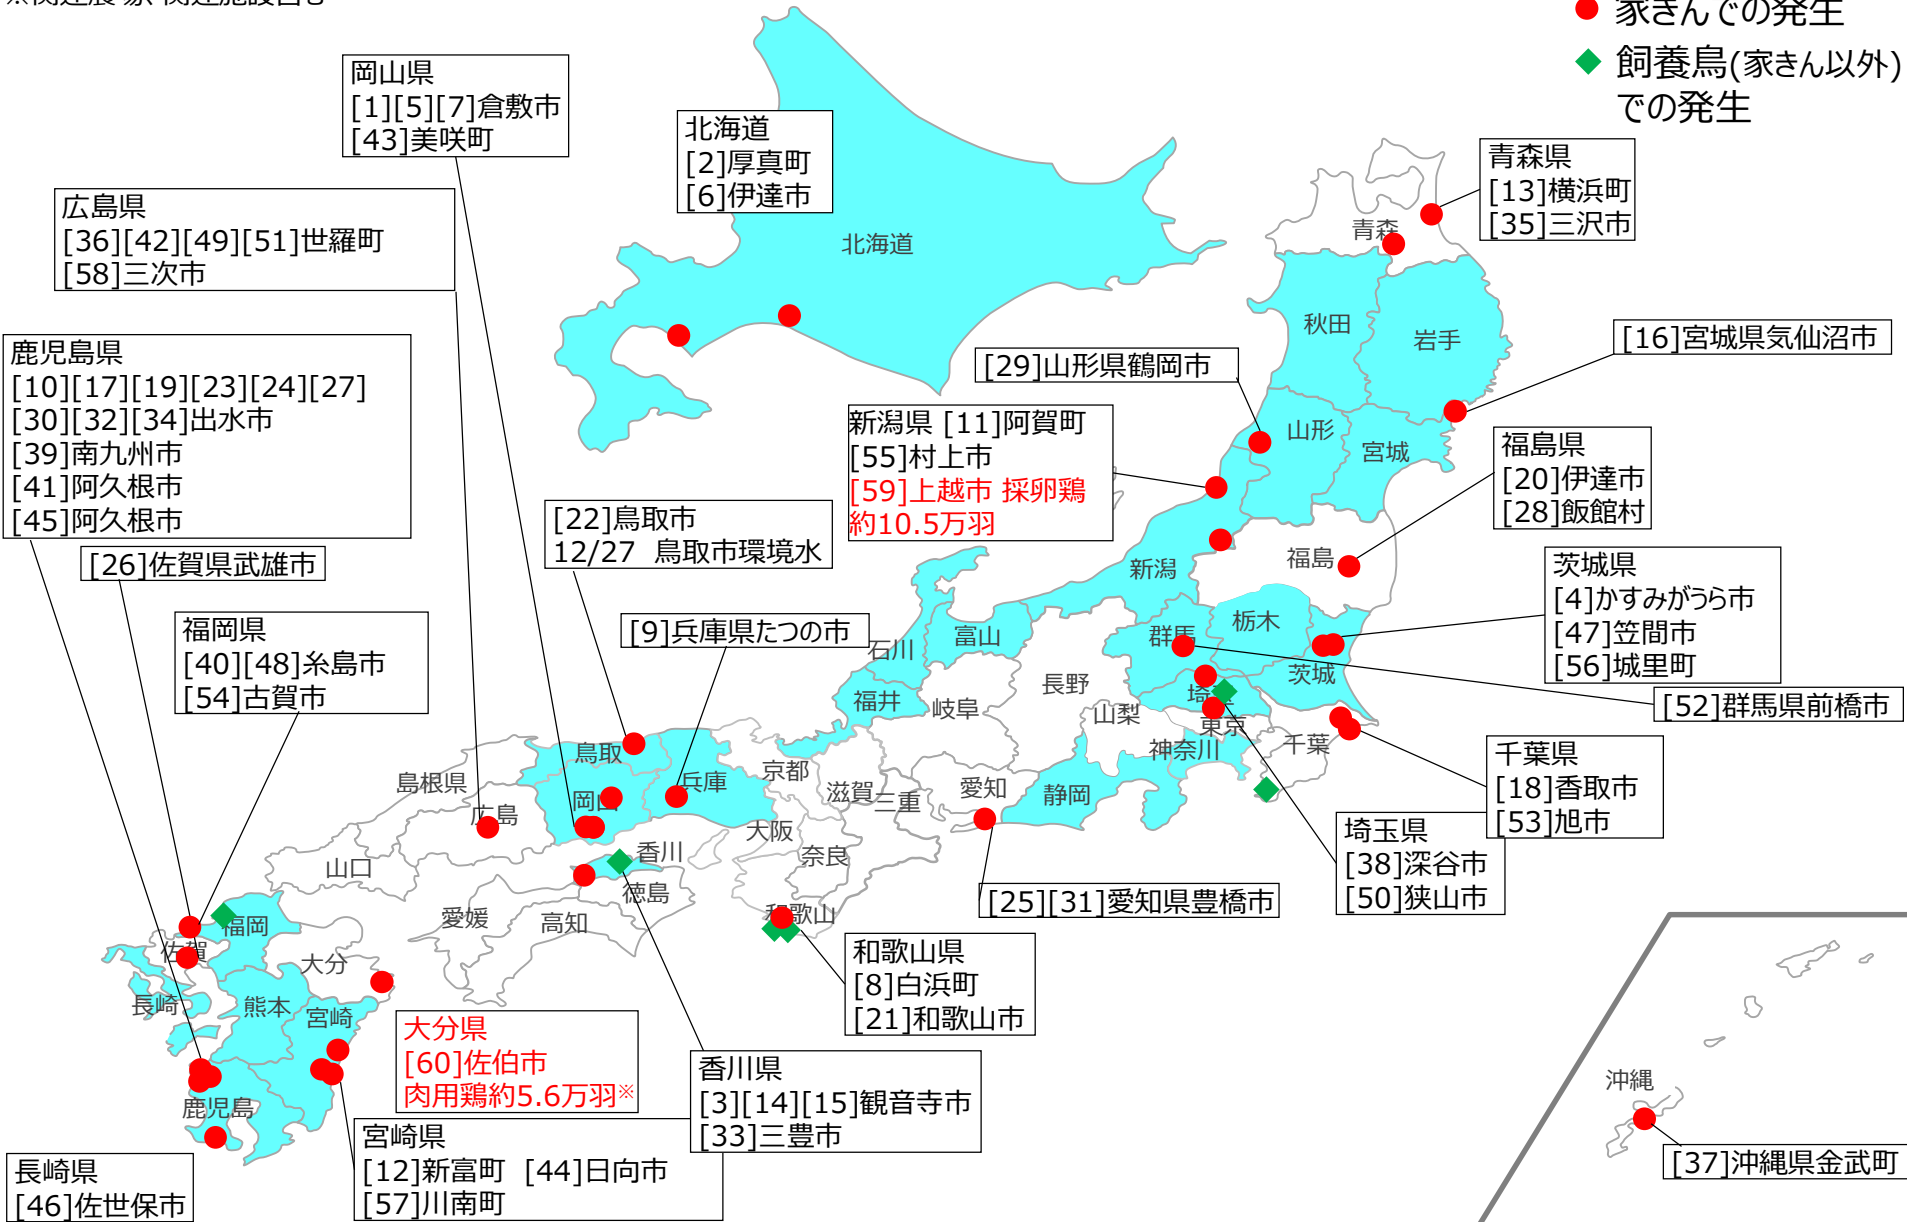 ※関連農家、関連施設含む
家きんでの発生
飼養鳥(家きん以外)
での発生
岡山県
[1][5][7]倉敷市
[43]美咲町
北海道
[2]厚真町
[6]伊達市
青森県
[13]横浜町
[35]三沢市
広島県
[36][42][49][51]世羅町
[58]三次市
鹿児島県
[10][17][19][23][24][27]
[30][32][34]出水市
[39]南九州市
[41]阿久根市
[45]阿久根市
[16]宮城県気仙沼市
[29]山形県鶴岡市
新潟県 [11]阿賀町
[55]村上市
[59]上越市 採卵鶏
約10.5万羽
福島県
[20]伊達市
[28]飯館村
[22]鳥取市
12/27 鳥取市環境水
[26]佐賀県武雄市
茨城県
[4]かすみがうら市
[47]笠間市
[56]城里町
福岡県
[40][48]糸島市
[54]古賀市
[9]兵庫県たつの市
[52]群馬県前橋市
千葉県
[18]香取市
[53]旭市
埼玉県
[38]深谷市
[50]狭山市
[25][31]愛知県豊橋市
和歌山県
[8]白浜町
[21]和歌山市
大分県
[60]佐伯市
肉用鶏約5.6万羽※
香川県
[3][14][15]観音寺市
[33]三豊市
宮崎県
[12]新富町 [44]日向市
[57]川南町
長崎県
[46]佐世保市
[37]沖縄県金武町
北海道
青森
秋田
岩手
山形
宮城
福島
新潟
栃木
群馬
茨城
埼玉
東京
千葉
神奈川
山梨
長野
静岡
富山
石川
福井
岐阜
愛知
三重
滋賀
京都
大阪
奈良
和歌山
兵庫
鳥取
岡山
島根県
広島
山口
香川
徳島
愛媛
高知
福岡
佐賀
長崎
大分
熊本
宮崎
鹿児島
沖縄